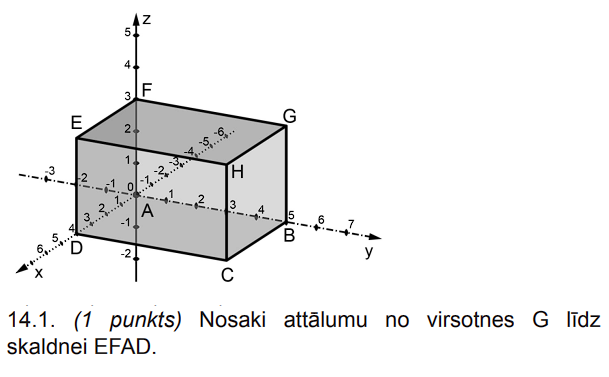 z
5
4
3 F
G
E
2
-6
-5
-4
1 -3
H
-3 -2 -1 0 -2
-1
1 2 3 4 5 6 7
A
B
y
1
2
3
4
5
6
-1
-2
D
x
C
14.1. (1 punkts) Nosaki attālumu no virsotnes G līdz
skaldnei EFAD.